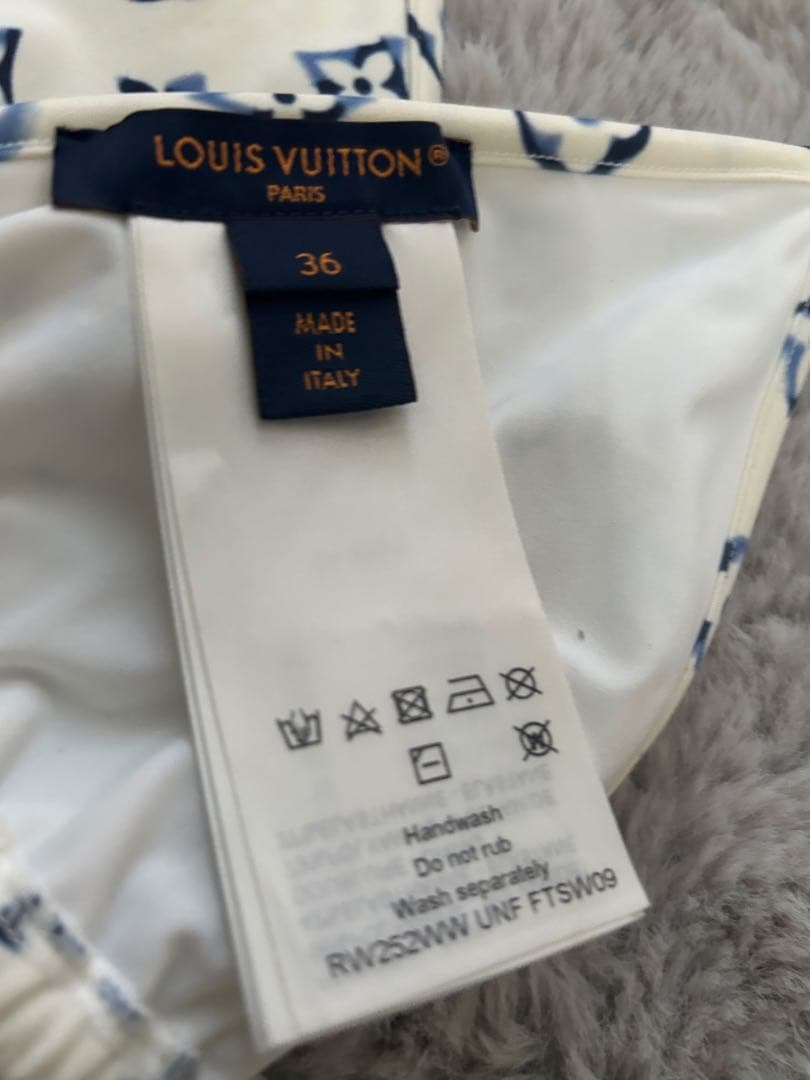 LOUIS VUITTON®
PARIS
36
MADE
IN
ITALY
Handwash
Do not rub
Wash separately
RW252WW UNF FTSW09